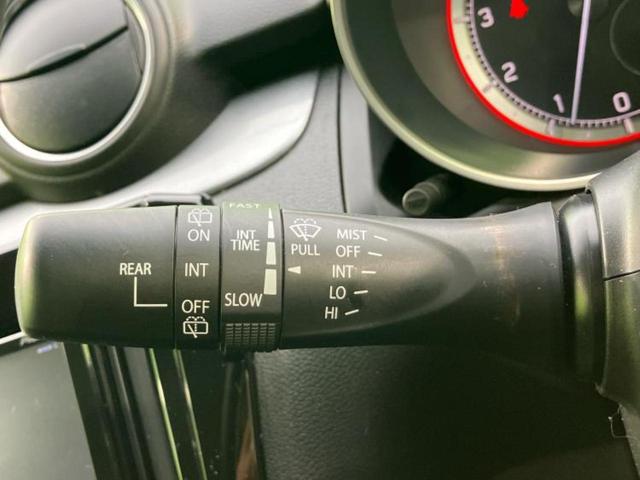 3
2
1
0
FAST
ON
INT
TIME
PULL
MIST
OFF
REAR
INT
INT
OFF
SLOW
LO
HI